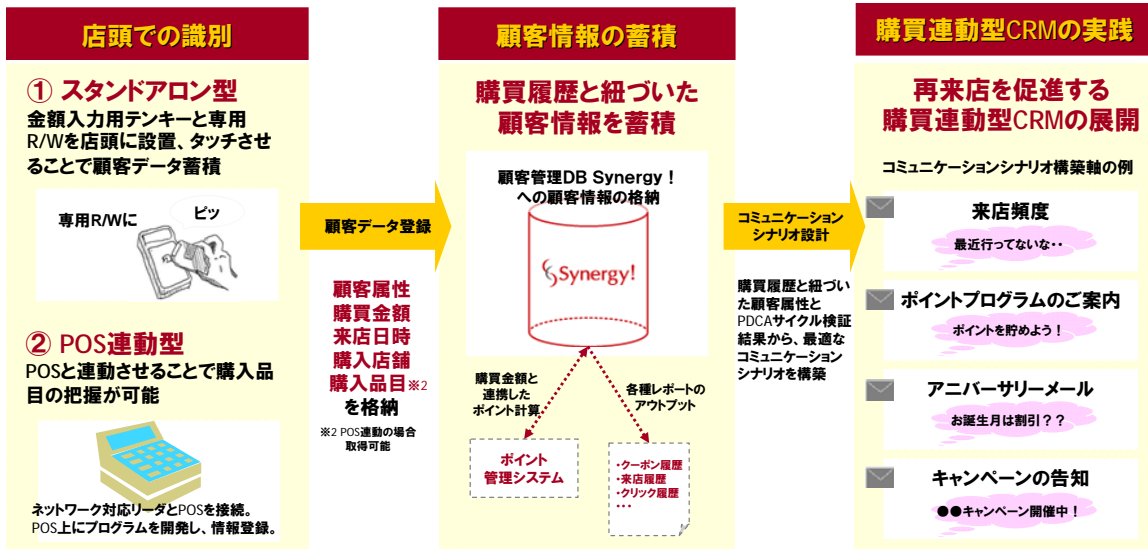 店頭での識別
① スタンドアロン型
金額入力用テンキーと専用
R/Wを店頭に設置、タッチさせ
ることで顧客データ蓄積
専用R/Wに
ピッ
② POS連動型
POSと連動させることで購入品
目の把握が可能
ネットワーク対応リーダとPOSを接続。
POS上にプログラムを開発し、情報登録。
顧客データ登録
顧客属性
購買金額
来店日時
購入店舗
購入品目※2
を格納
※2 POS連動の場合
取得可能
顧客情報の蓄積
購買履歴と紐づいた
顧客情報を蓄積
顧客管理DB Synergy！
への顧客情報の格納
Synergy!
購買金額と
連携した
ポイント計算
各種レポートの
アウトプット
ポイント
管理システム
・クーポン履歴
・来店履歴
・クリック履歴
・・・
コミュニケーション
シナリオ設計
購買履歴と紐づい
た顧客属性と
PDCAサイクル検証
結果から、最適な
コミュニケーション
シナリオを構築
購買連動型CRMの実践
再来店を促進する
購買連動型CRMの展開
コミュニケーションシナリオ構築軸の例
来店頻度
最近行ってないな・・
ポイントプログラムのご案内
ポイントを貯めよう！
アニバーサリーメール
お誕生月は割引？？
キャンペーンの告知
●●キャンペーン開催中！